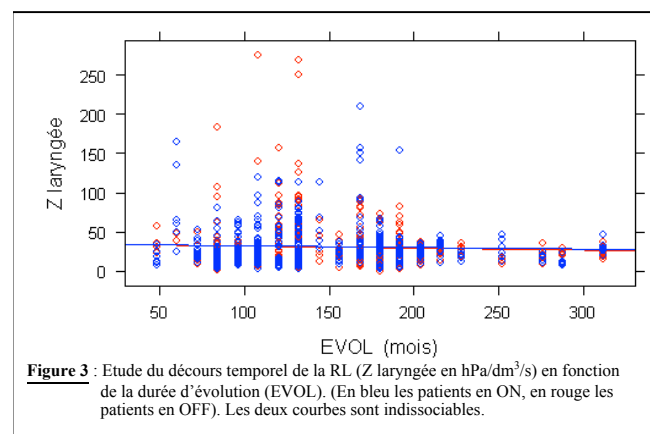 250
200
150
100
50
0
Z laryngée
50
100
150
200
250
300
EVOL (mois)
Figure 3 : Etude du décours temporel de la RL (Z laryngée en hPa/dm³/s) en fonction
de la durée d'évolution (EVOL). (En bleu les patients en ON, en rouge les
patients en OFF). Les deux courbes sont indissociables.